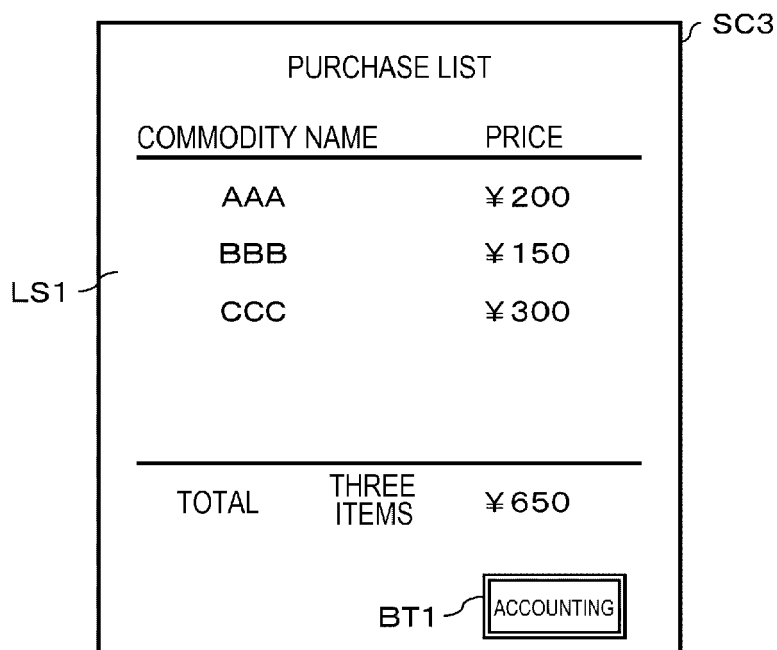 SC3
PURCHASE LIST
COMMODITY NAME PRICE
AAA ¥200
BBB ¥150
LS1
CCC ¥300
TOTAL THREE ITEMS ¥650
BT1 ACCOUNTING